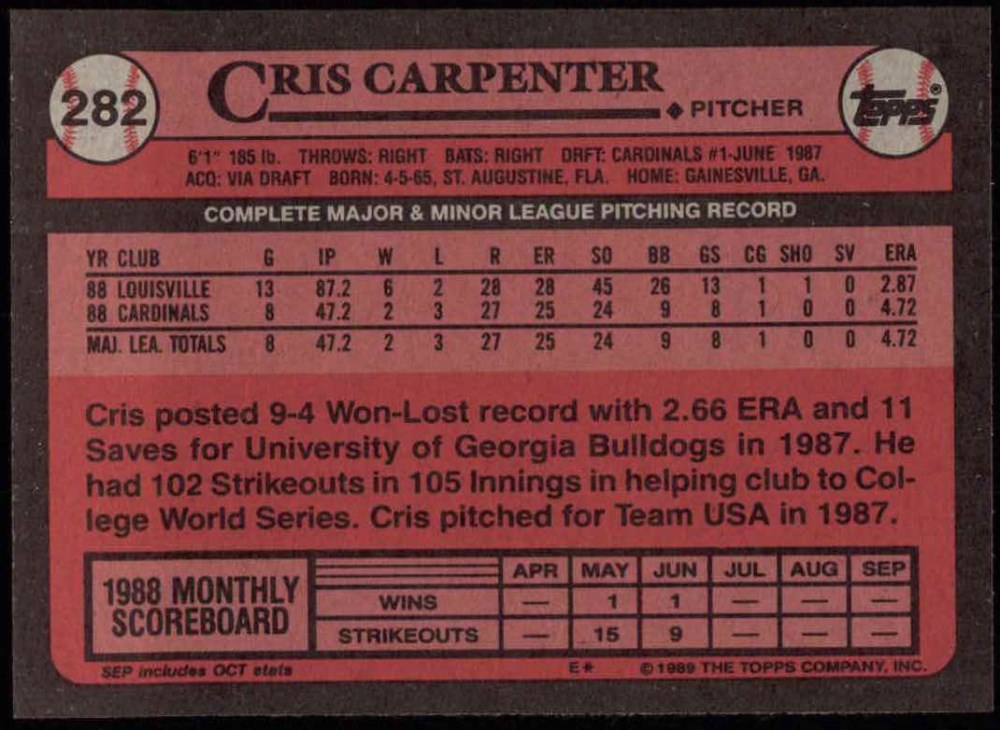 282
CRIS CARPENTER
◆ PITCHER
TOPPS®
6'1" 185 lb. THROWS: RIGHT BATS: RIGHT DRFT: CARDINALS #1-JUNE 1987
ACQ: VIA DRAFT BORN: 4-5-65, ST. AUGUSTINE, FLA. HOME: GAINESVILLE, GA.
COMPLETE MAJOR & MINOR LEAGUE PITCHING RECORD
YR CLUB G IP W L R ER SO BB GS CG SHO SV ERA
88 LOUISVILLE 13 87.2 6 2 28 28 45 26 13 1 1 0 2.87
88 CARDINALS 8 47.2 2 3 27 25 24 9 8 1 0 0 4.72
MAJ. LEA. TOTALS 8 47.2 2 3 27 25 24 9 8 1 0 0 4.72
Cris posted 9-4 Won-Lost record with 2.66 ERA and 11
Saves for University of Georgia Bulldogs in 1987. He
had 102 Strikeouts in 105 Innings in helping club to Col-
lege World Series. Cris pitched for Team USA in 1987.
1988 MONTHLY
SCOREBOARD
APR MAY JUN JUL AUG SEP
WINS — 1 1 — — —
STRIKEOUTS — 15 9 — — —
SEP includes OCT stats E* © 1989 THE TOPPS COMPANY, INC.